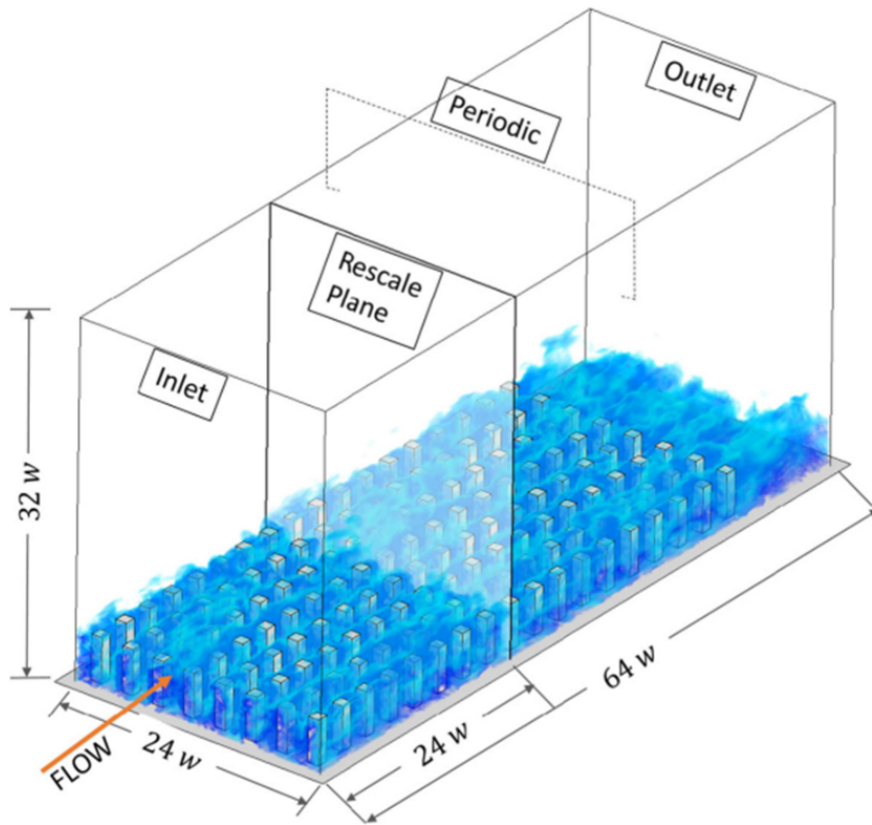 Outlet
Periodic
Rescale
Plane
Inlet
32 w
FLOW
24 w
24 w
64 w